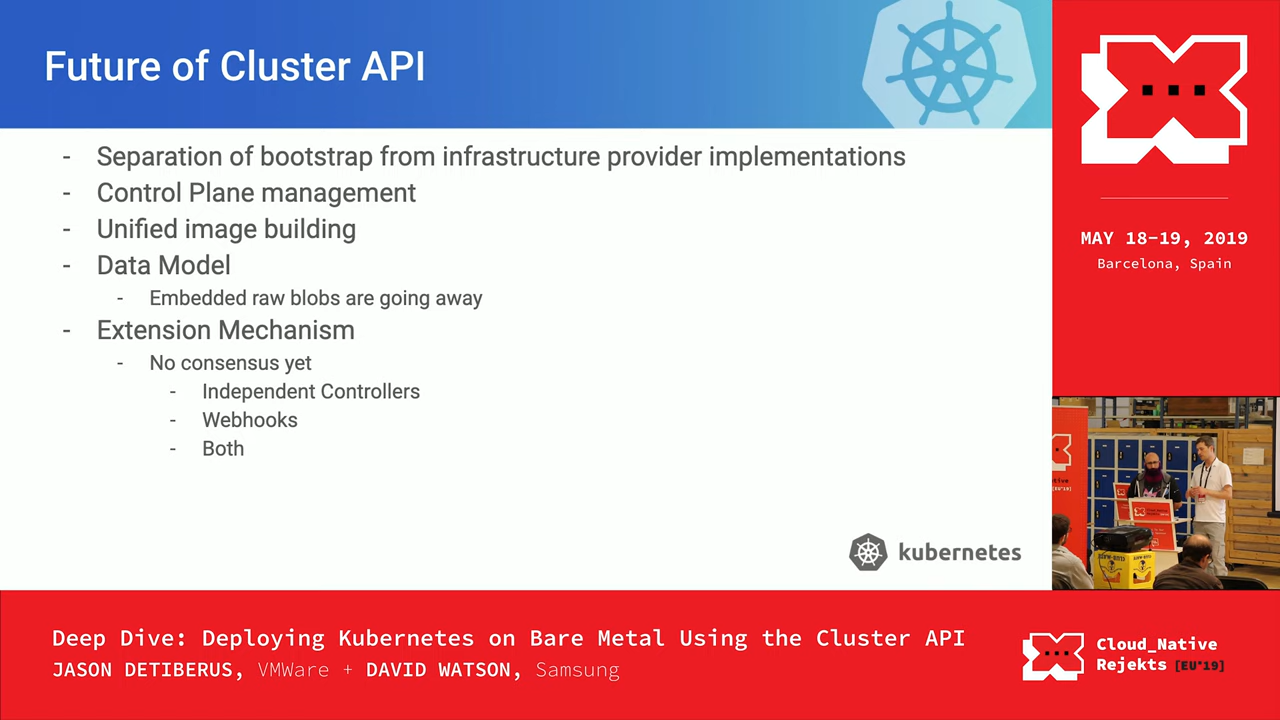 Future of Cluster API
- Separation of bootstrap from infrastructure provider implementations
- Control Plane management
- Unified image building
- Data Model
- Embedded raw blobs are going away
- Extension Mechanism
- No consensus yet
- Independent Controllers
- Webhooks
- Both
kubernetes
MAY 18-19, 2019
Barcelona, Spain
Deep Dive: Deploying Kubernetes on Bare Metal Using the Cluster API
JASON DETIBERUS, VMWare + DAVID WATSON, Samsung
Cloud_Native
Rejekts [EU*19]